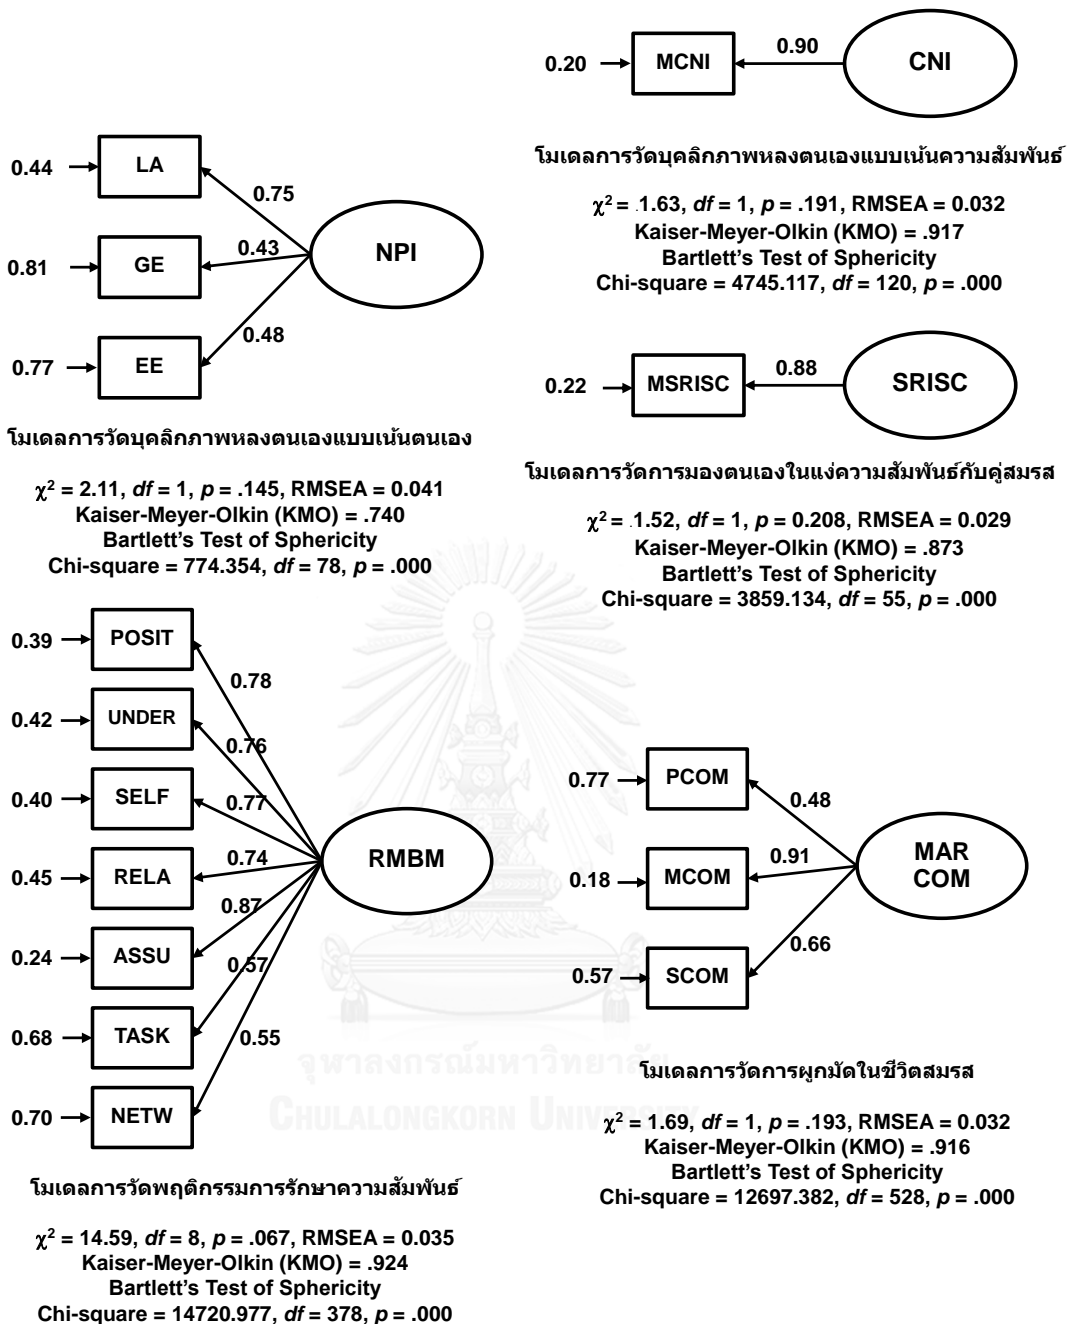 0.44
LA
0.75
0.81
GE
0.43
NPI
0.77
EE
0.48
โมเดลการวัดบุคลิกภาพหลงตนเองแบบเน้นตนเอง
χ² = 2.11, df = 1, p = .145, RMSEA = 0.041
Kaiser-Meyer-Olkin (KMO) = .740
Bartlett's Test of Sphericity
Chi-square = 774.354, df = 78, p = .000
0.20
MCNI
0.90
CNI
โมเดลการวัดบุคลิกภาพหลงตนเองแบบเน้นความสัมพันธ์
χ² = .1.63, df = 1, p = .191, RMSEA = 0.032
Kaiser-Meyer-Olkin (KMO) = .917
Bartlett's Test of Sphericity
Chi-square = 4745.117, df = 120, p = .000
0.22
MSRISC
0.88
SRISC
โมเดลการวัดการมองตนเองในแง่ความสัมพันธ์กับคู่สมรส
χ² = .1.52, df = 1, p = 0.208, RMSEA = 0.029
Kaiser-Meyer-Olkin (KMO) = .873
Bartlett's Test of Sphericity
Chi-square = 3859.134, df = 55, p = .000
0.39
POSIT
0.78
0.42
UNDER
0.76
0.40
SELF
0.77
0.45
RELA
0.74
RMBM
0.24
ASSU
0.87
0.68
TASK
0.57
0.70
NETW
0.55
โมเดลการวัดพฤติกรรมการรักษาความสัมพันธ์
χ² = 14.59, df = 8, p = .067, RMSEA = 0.035
Kaiser-Meyer-Olkin (KMO) = .924
Bartlett's Test of Sphericity
Chi-square = 14720.977, df = 378, p = .000
0.77
PCOM
0.48
0.18
MCOM
0.91
MAR
COM
0.57
SCOM
0.66
โมเดลการวัดการผูกมัดในชีวิตสมรส
χ² = 1.69, df = 1, p = .193, RMSEA = 0.032
Kaiser-Meyer-Olkin (KMO) = .916
Bartlett's Test of Sphericity
Chi-square = 12697.382, df = 528, p = .000
จุฬาลงกรณ์มหาวิทยาลัย
CHULALONGKORN UNIVERSITY